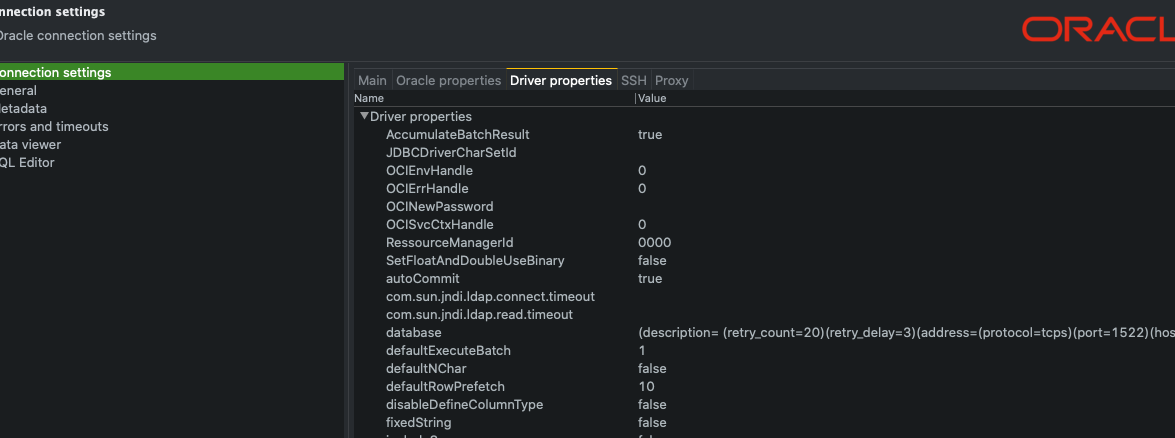 nnection settings
Oracle connection settings
ORACL
onnection settings
eneral
etadata
rrors and timeouts
ata viewer
QL Editor
Main Oracle properties Driver properties SSH Proxy
Name Value
Driver properties
AccumulateBatchResult true
JDBCDriverCharSetId
OCIEnvHandle 0
OCIErrHandle 0
OCINewPassword
OCISvcCtxHandle 0
RessourceManagerId 0000
SetFloatAndDoubleUseBinary false
autoCommit true
com.sun.jndi.ldap.connect.timeout
com.sun.jndi.ldap.read.timeout
database (description= (retry_count=20)(retry_delay=3)(address=(protocol=tcps)(port=1522)(hos
defaultExecuteBatch 1
defaultNChar false
defaultRowPrefetch 10
disableDefineColumnType false
fixedString false